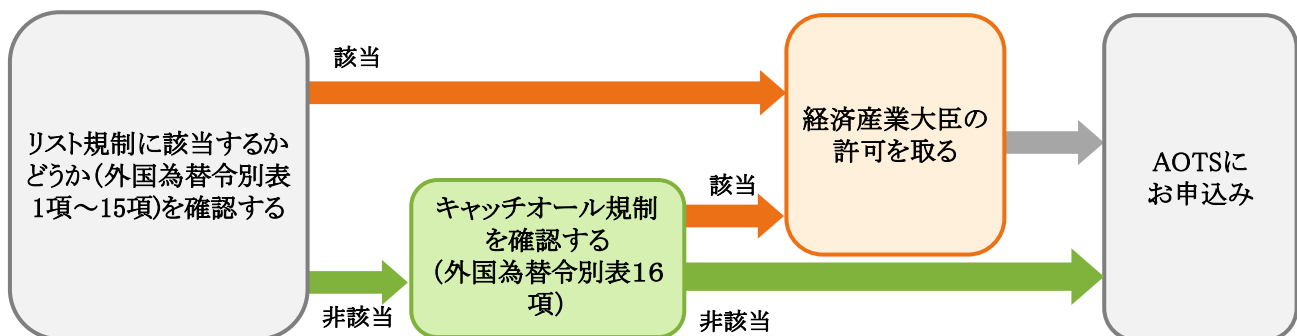 リスト規制に該当するか
どうか（外国為替令別表
1項～15項）を確認する
該当
非該当
キャッチオール規制
を確認する
（外国為替令別表16
項）
該当
非該当
経済産業大臣の
許可を取る
AOTSに
お申込み